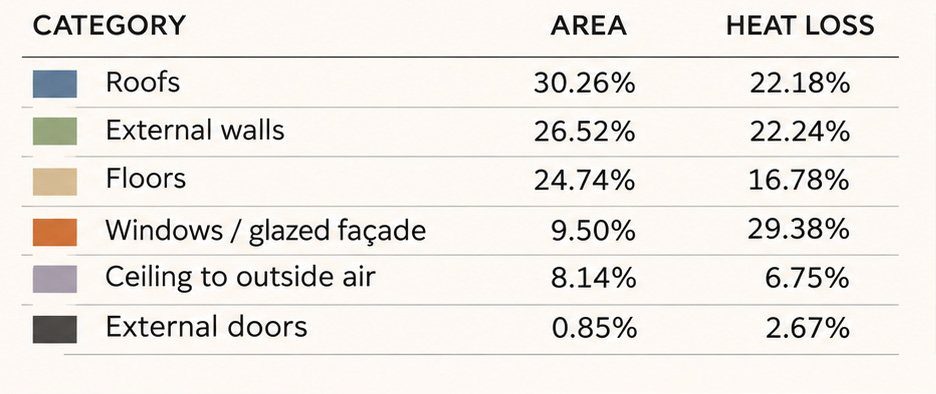 CATEGORY AREA HEAT LOSS
Roofs 30.26% 22.18%
External walls 26.52% 22.24%
Floors 24.74% 16.78%
Windows / glazed façade 9.50% 29.38%
Ceiling to outside air 8.14% 6.75%
External doors 0.85% 2.67%